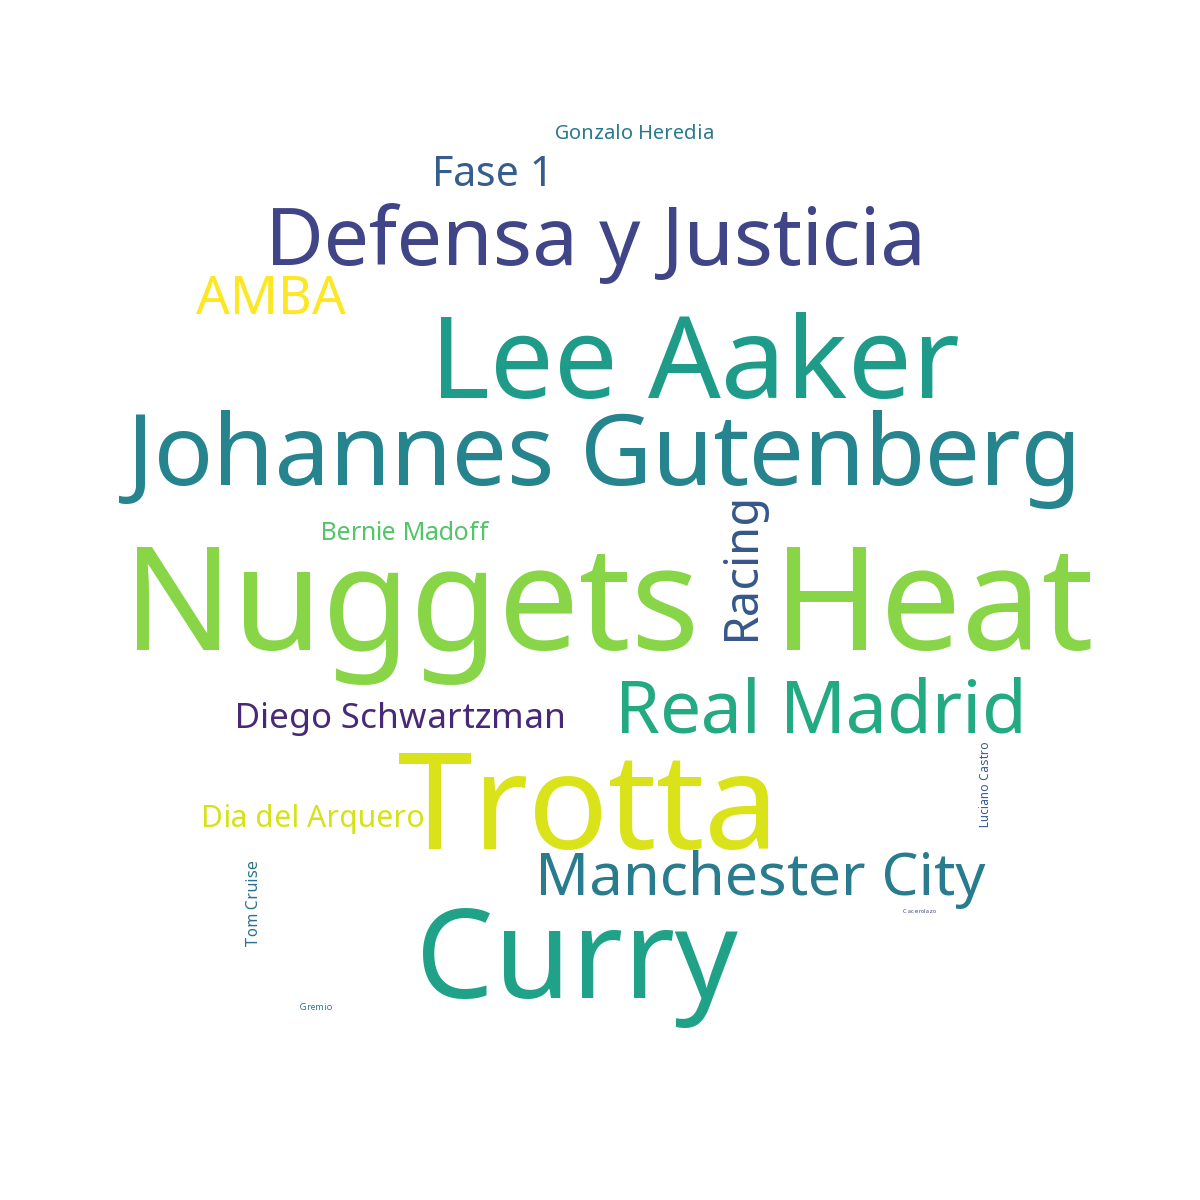 Gonzalo Heredia
Fase 1
Defensa y Justicia
AMBA
Lee Aaker
Johannes Gutenberg
Bernie Madoff
Racing
Nuggets
Heat
Diego Schwartzman
Real Madrid
Luciano Castro
Trotta
Dia del Arquero
Manchester City
Tom Cruise
Cacerolazo
Curry
Gremio